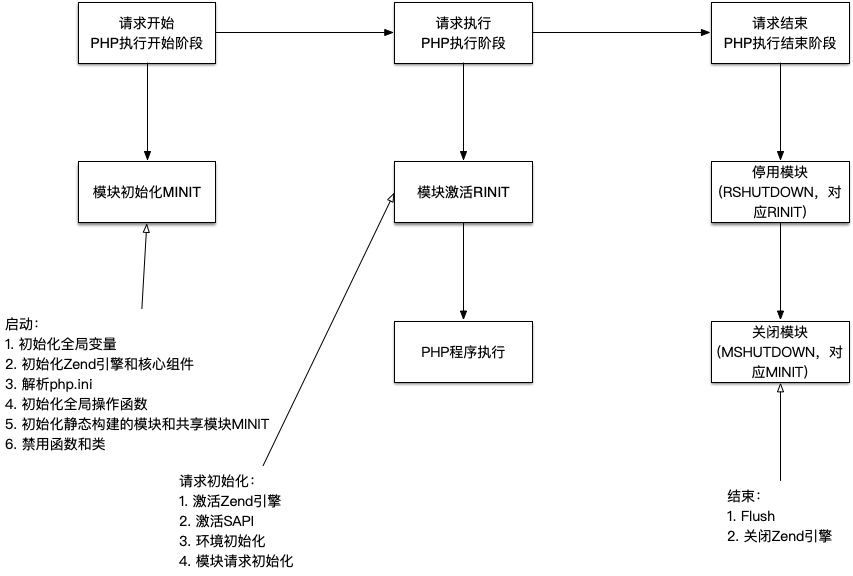 请求开始
PHP执行开始阶段
请求执行
PHP执行阶段
请求结束
PHP执行结束阶段
模块初始化MINIT
模块激活RINIT
停用模块
(RSHUTDOWN，对
应RINIT)
PHP程序执行
关闭模块
(MSHUTDOWN，对
应MINIT)
启动：
1. 初始化全局变量
2. 初始化Zend引擎和核心组件
3. 解析php.ini
4. 初始化全局操作函数
5. 初始化静态构建的模块和共享模块MINIT
6. 禁用函数和类
请求初始化：
1. 激活Zend引擎
2. 激活SAPI
3. 环境初始化
4. 模块请求初始化
结束：
1. Flush
2. 关闭Zend引擎